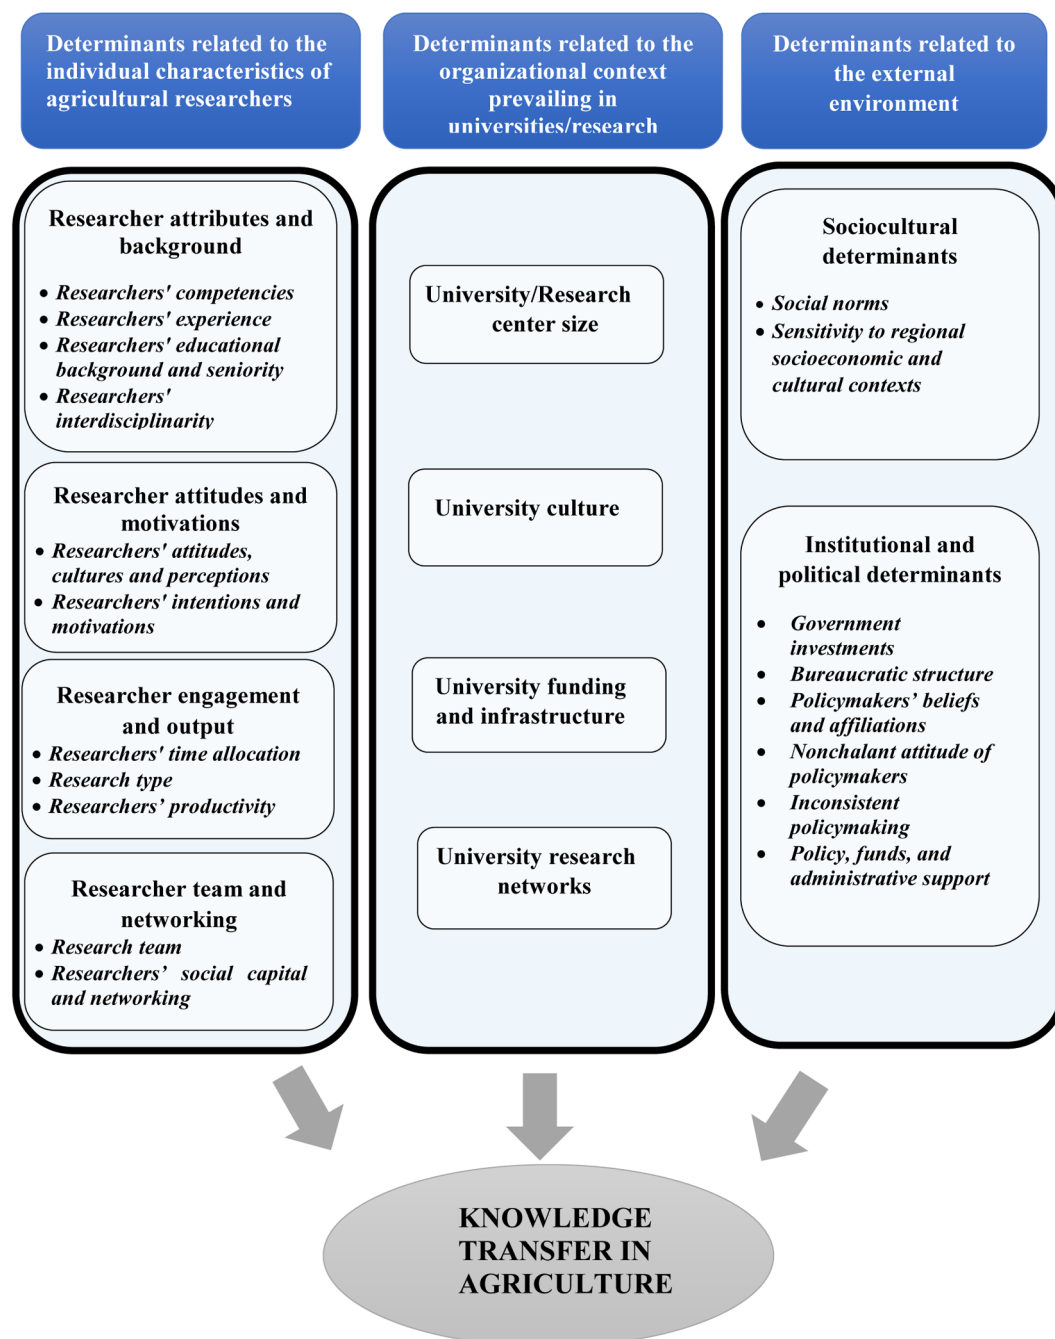 Determinants related to the
individual characteristics of
agricultural researchers
Determinants related to the
organizational context
prevailing in
universities/research
Determinants related to
the external
environment
Researcher attributes and
background
• Researchers' competencies
• Researchers' experience
• Researchers' educational
background and seniority
• Researchers'
interdisciplinarity
Researcher attitudes and
motivations
• Researchers' attitudes,
cultures and perceptions
• Researchers' intentions and
motivations
Researcher engagement
and output
• Researchers' time allocation
• Research type
• Researchers’ productivity
Researcher team and
networking
• Research team
• Researchers’ social capital
and networking
University/Research
center size
University culture
University funding
and infrastructure
University research
networks
Sociocultural
determinants
• Social norms
• Sensitivity to regional
socioeconomic and
cultural contexts
Institutional and
political determinants
• Government
investments
• Bureaucratic structure
• Policymakers’ beliefs
and affiliations
• Nonchalant attitude of
policymakers
• Inconsistent
policymaking
• Policy, funds, and
administrative support
KNOWLEDGE
TRANSFER IN
AGRICULTURE